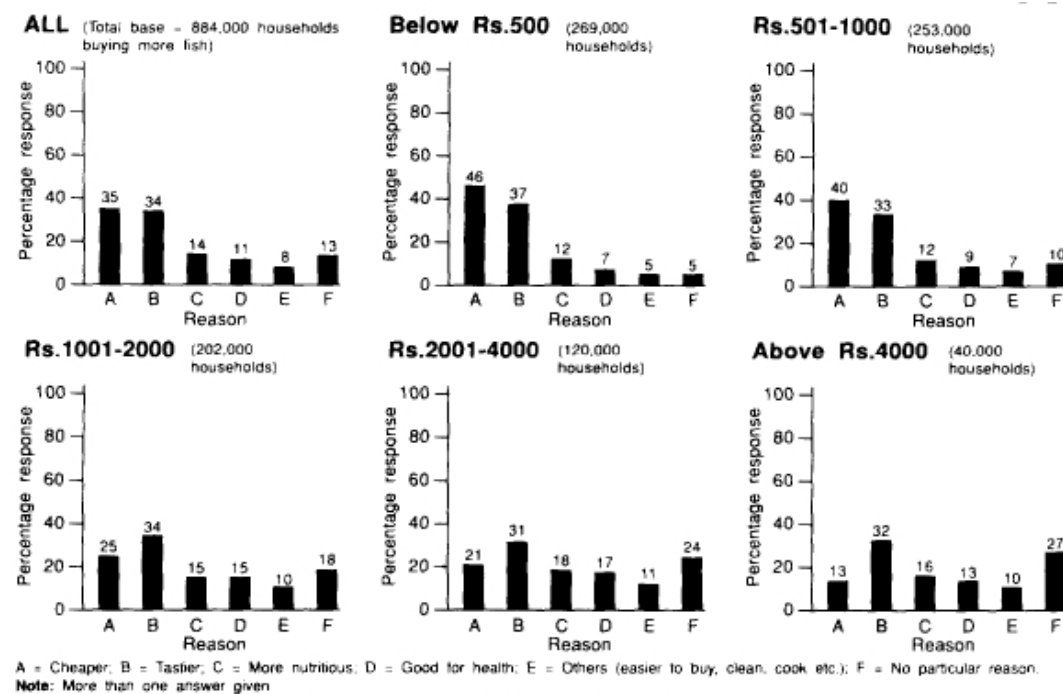 ALL (Total base – 884,000 households
buying more fish)
100
80
60
40
20
0
Percentage response
35
34
14
11
8
13
A B C D E F
Reason
Below Rs.500 (269,000
households)
100
80
60
40
20
0
Percentage response
46
37
12
7
5
5
A B C D E F
Reason
Rs.501-1000 (253,000
households)
100
80
60
40
20
0
Percentage response
40
33
12
9
7
10
A B C D E F
Reason
Rs.1001-2000 (202,000
households)
100
80
60
40
20
0
Percentage response
25
34
15
15
10
18
A B C D E F
Reason
Rs.2001-4000 (120,000
households)
100
80
60
40
20
0
Percentage response
21
31
18
17
11
24
A B C D E F
Reason
Above Rs.4000 (40.000
households)
100
80
60
40
20
0
Percentage response
13
32
16
13
10
27
A B C D E F
Reason
A = Cheaper; B = Tastier; C = More nutritious; D = Good for health; E = Others (easier to buy, clean, cook etc.); F = No particular reason.
Note: More than one answer given